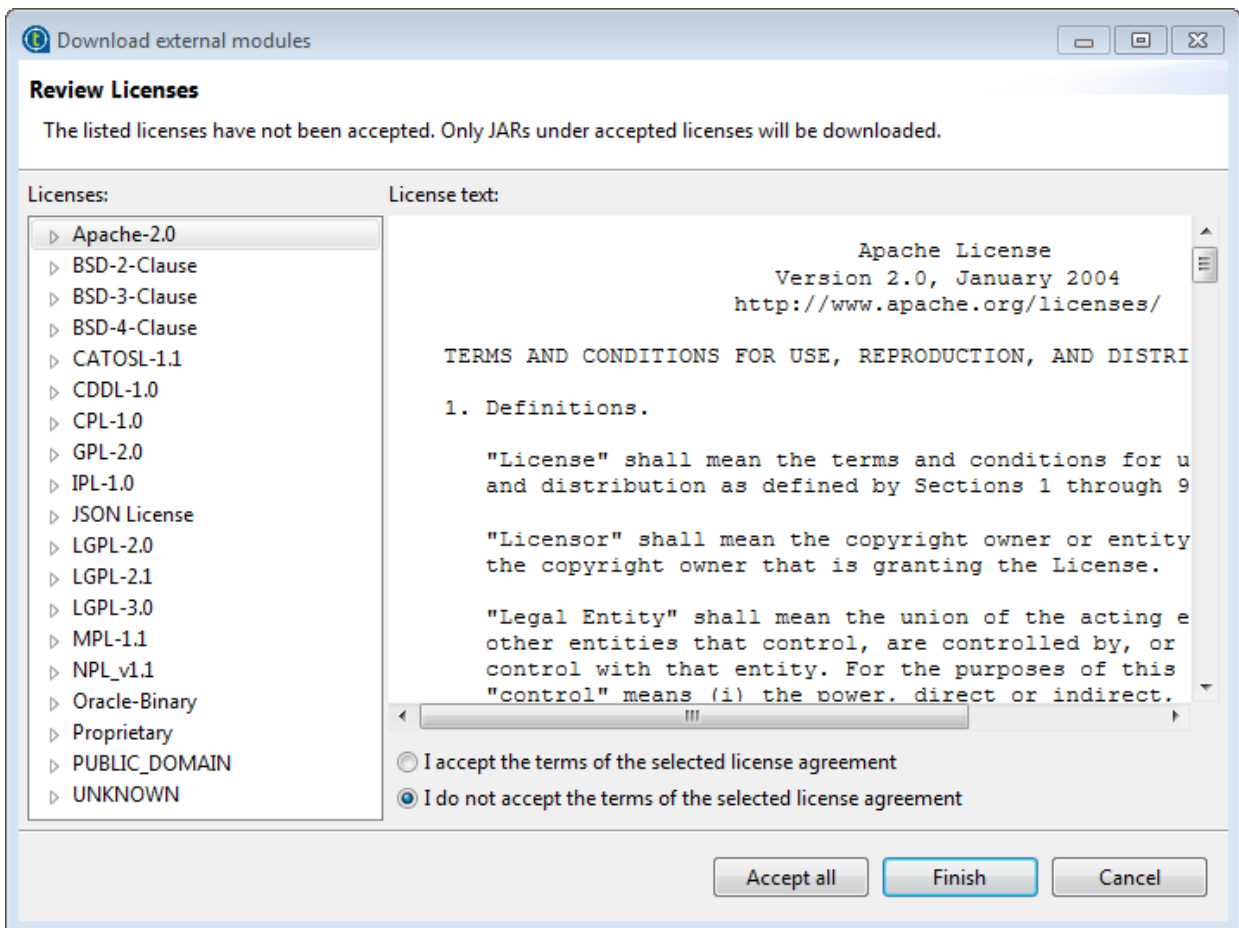 Download external modules
Review Licenses
The listed licenses have not been accepted. Only JARs under accepted licenses will be downloaded.
Licenses:
Apache-2.0
BSD-2-Clause
BSD-3-Clause
BSD-4-Clause
CATOSL-1.1
CDDL-1.0
CPL-1.0
GPL-2.0
IPL-1.0
JSON License
LGPL-2.0
LGPL-2.1
LGPL-3.0
MPL-1.1
NPL_v1.1
Oracle-Binary
Proprietary
PUBLIC_DOMAIN
UNKNOWN
License text:
Apache License
Version 2.0, January 2004
http://www.apache.org/licenses/
TERMS AND CONDITIONS FOR USE, REPRODUCTION, AND DISTRI
1. Definitions.
"License" shall mean the terms and conditions for u
and distribution as defined by Sections 1 through 9
"Licensor" shall mean the copyright owner or entity
the copyright owner that is granting the License.
"Legal Entity" shall mean the union of the acting e
other entities that control, are controlled by, or
control with that entity. For the purposes of this
"control" means (i) the power, direct or indirect,
I accept the terms of the selected license agreement
I do not accept the terms of the selected license agreement
Accept all
Finish
Cancel